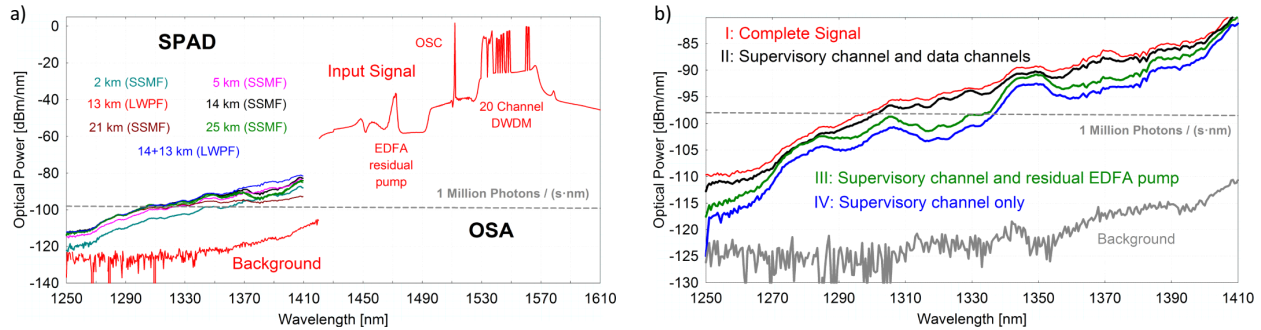 a)
SPAD
2 km (SSMF)
5 km (SSMF)
13 km (LWPF)
14 km (SSMF)
21 km (SSMF)
25 km (SSMF)
14+13 km (LWPF)
Input Signal
OSC
20 Channel
DWDM
EDFA
residual
pump
1 Million Photons / (s·nm)
OSA
Background
Optical Power [dBm/nm]
0
-20
-40
-60
-80
-100
-120
-140
1250 1290 1330 1370 1410 1450 1490 1530 1570 1610
Wavelength [nm]
b)
I: Complete Signal
II: Supervisory channel and data channels
1 Million Photons / (s·nm)
III: Supervisory channel and residual EDFA pump
IV: Supervisory channel only
Background
Optical Power [dBm/nm]
-85
-90
-95
-100
-105
-110
-115
-120
-125
-130
1250 1270 1290 1310 1330 1350 1370 1390 1410
Wavelength [nm]